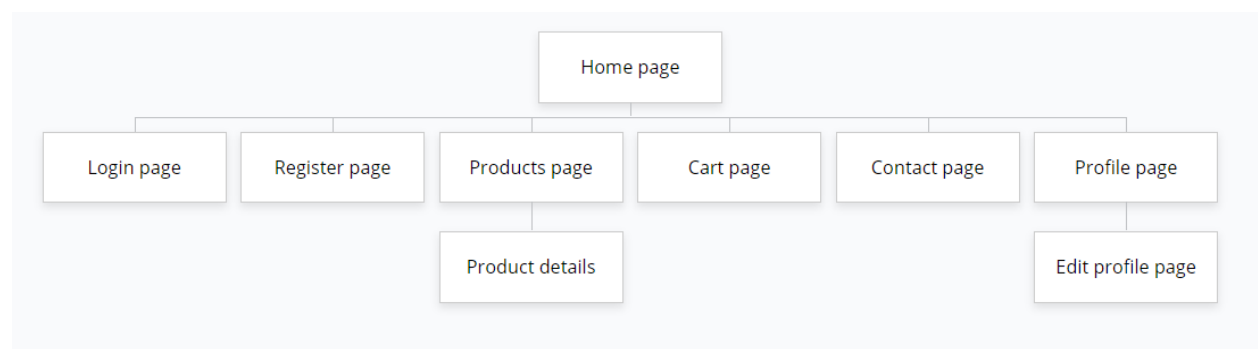 Home page
Login page
Register page
Products page
Cart page
Contact page
Profile page
Product details
Edit profile page